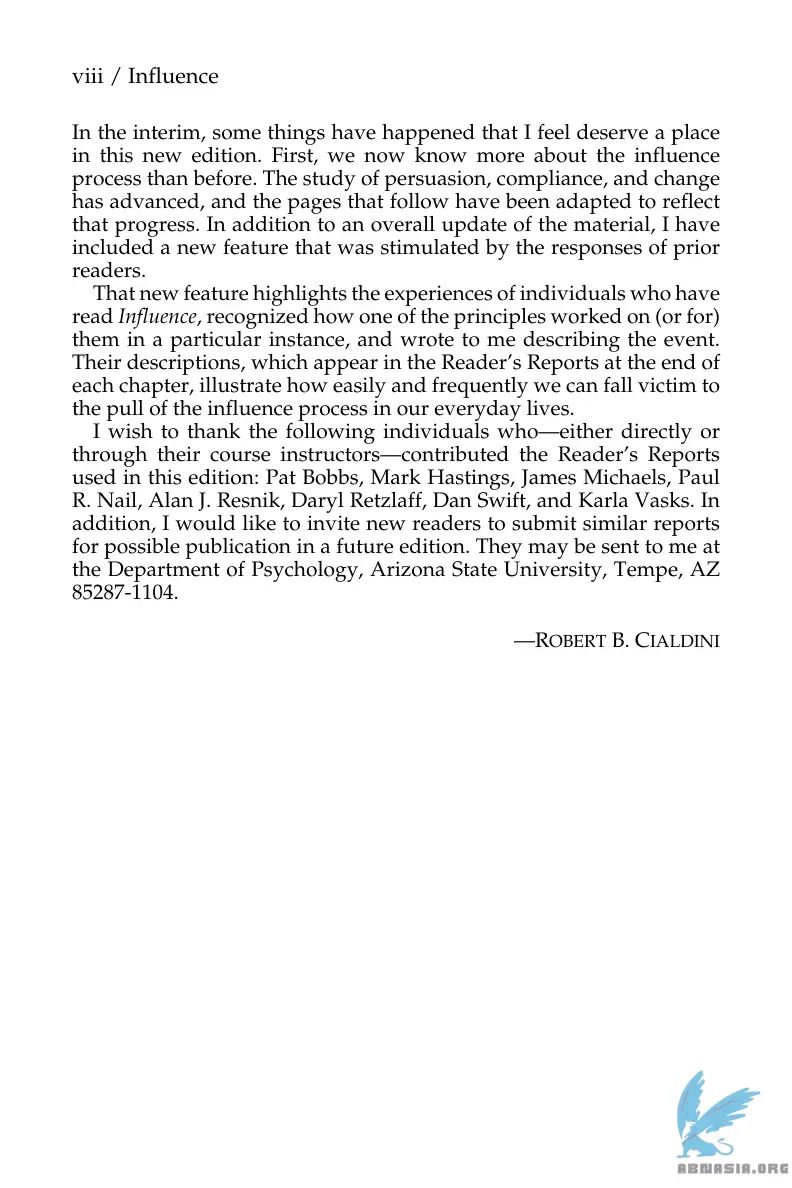 viii / Influence
In the interim, some things have happened that I feel deserve a place
in this new edition. First, we now know more about the influence
process than before. The study of persuasion, compliance, and change
has advanced, and the pages that follow have been adapted to reflect
that progress. In addition to an overall update of the material, I have
included a new feature that was stimulated by the responses of prior
readers.
That new feature highlights the experiences of individuals who have
read Influence, recognized how one of the principles worked on (or for)
them in a particular instance, and wrote to me describing the event.
Their descriptions, which appear in the Reader’s Reports at the end of
each chapter, illustrate how easily and frequently we can fall victim to
the pull of the influence process in our everyday lives.
I wish to thank the following individuals who—either directly or
through their course instructors—contributed the Reader’s Reports
used in this edition: Pat Bobbs, Mark Hastings, James Michaels, Paul
R. Nail, Alan J. Resnik, Daryl Retzlaff, Dan Swift, and Karla Vasks. In
addition, I would like to invite new readers to submit similar reports
for possible publication in a future edition. They may be sent to me at
the Department of Psychology, Arizona State University, Tempe, AZ
85287-1104.
—ROBERT B. CIALDINI
ABNASIA.ORG